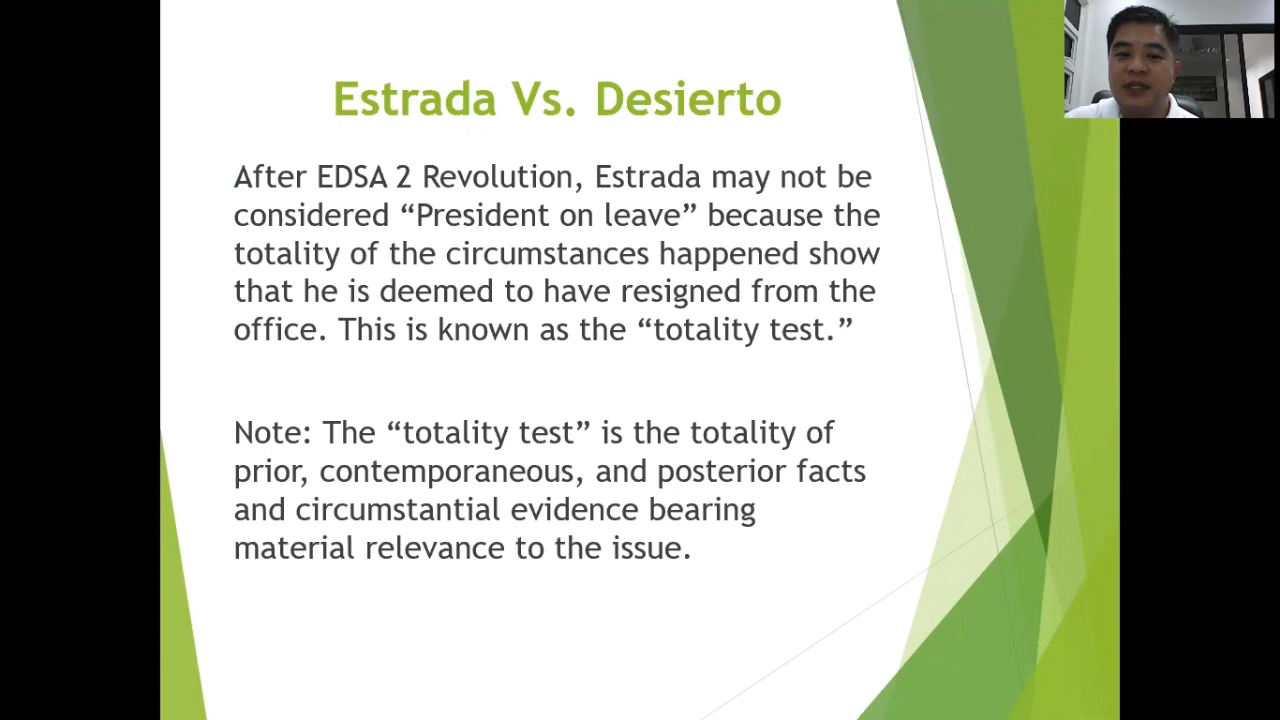 Estrada Vs. Desierto
After EDSA 2 Revolution, Estrada may not be
considered “President on leave” because the
totality of the circumstances happened show
that he is deemed to have resigned from the
office. This is known as the “totality test.”
Note: The “totality test” is the totality of
prior, contemporaneous, and posterior facts
and circumstantial evidence bearing
material relevance to the issue.